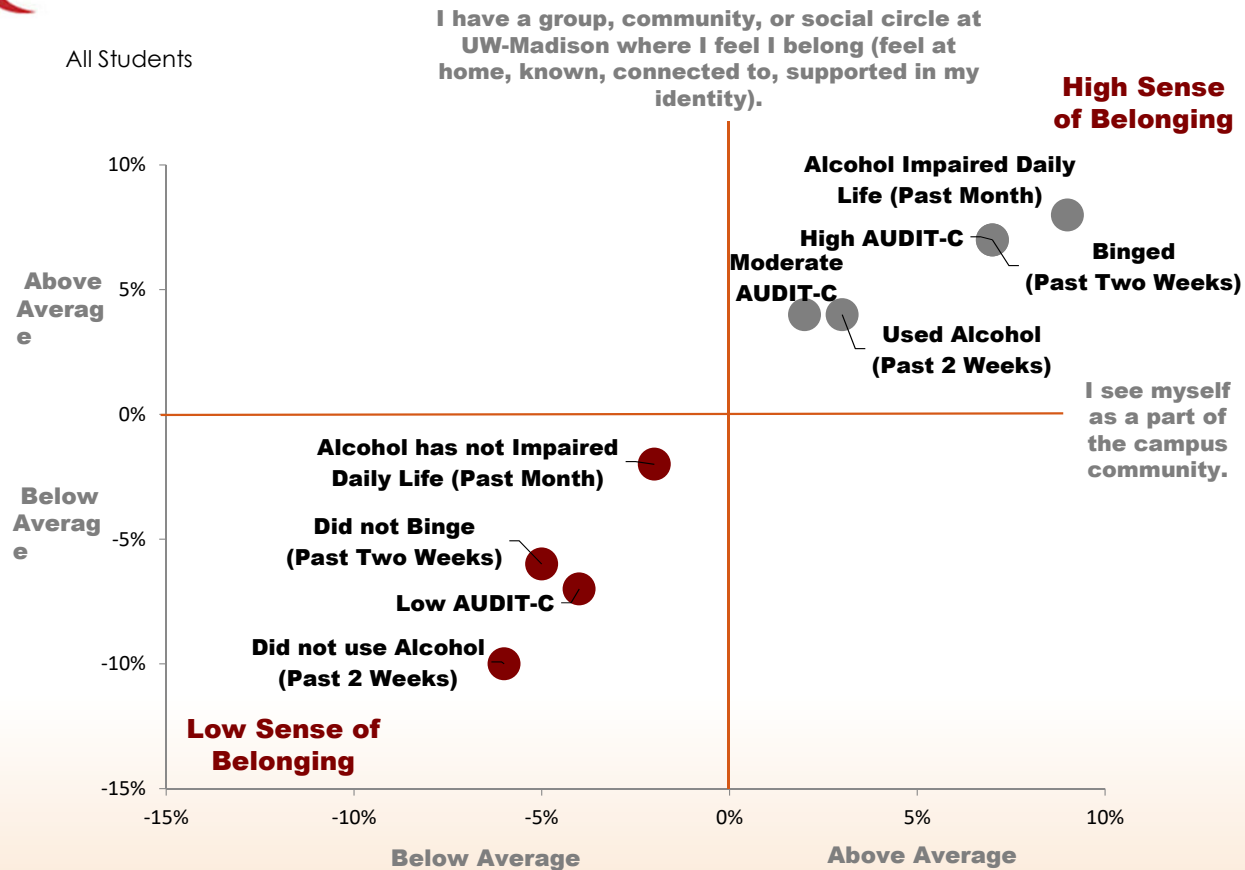 I have a group, community, or social circle at
UW-Madison where I feel I belong (feel at
home, known, connected to, supported in my
identity).
All Students
High Sense
of Belonging
10%
Alcohol Impaired Daily
Life (Past Month)
High AUDIT-C
Binged
(Past Two Weeks)
Moderate
AUDIT-C
Above
Averag
e
5%
Used Alcohol
(Past 2 Weeks)
0%
I see myself
as a part of
the campus
community.
Alcohol has not Impaired
Daily Life (Past Month)
Below
Averag
e
-5%
Did not Binge
(Past Two Weeks)
Low AUDIT-C
Did not use Alcohol
(Past 2 Weeks)
-10%
Low Sense of
Belonging
-15%
-15%
-10%
-5%
0%
5%
10%
Below Average
Above Average